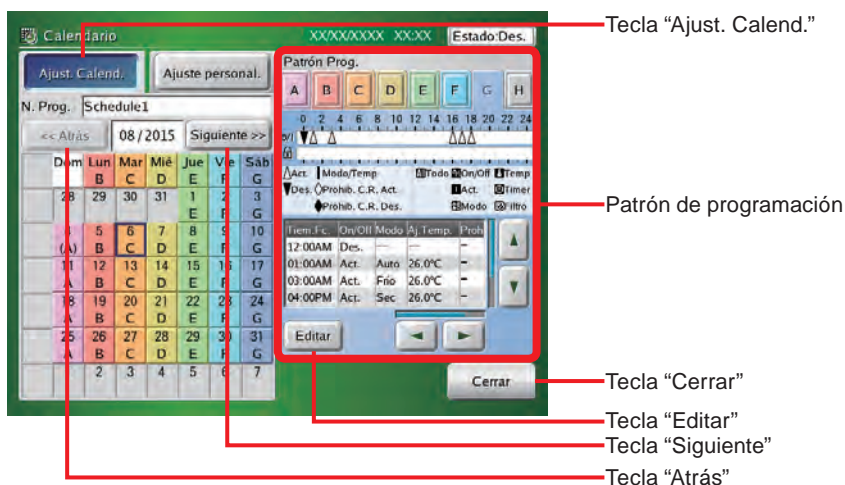 Calendario
XX/XX/XXXX XX:XX
Estado:Des.
Ajust. Calend.
Ajuste personal.
N. Prog. Schedule1
<< Atrás
08/2015
Siguiente >>
Dom Lun Mar Mié Jue Vie Sáb
B C D E F G
28 29 30 31 1 2 3
E F G
4 5 6 7 8 9 10
(A) B C D E F G
11 12 13 14 15 16 17
A B C D E F G
18 19 20 21 22 23 24
A B C D E F G
25 26 27 28 29 30 31
A B C D E F G
2 3 4 5 6 7
Patrón Prog.
A B C D E F G H
0 2 4 6 8 10 12 14 16 18 20 22 24
Act. Modo/Temp Todo On/Off Temp
Des. Prohib. C.R. Act. Act. Timer
Prohib. C.R. Des. Modo Filtro
Tiem.Fc. On/Off Modo Aj.Temp. Proh
12:00AM Des. --- --- -
01:00AM Act. Auto 26.0°C -
03:00AM Act. Frío 26.0°C -
04:00PM Act. Sec 26.0°C -
Editar
Cerrar
Tecla “Ajust. Calend.”
Patrón de programación
Tecla “Cerrar”
Tecla “Editar”
Tecla “Siguiente”
Tecla “Atrás”